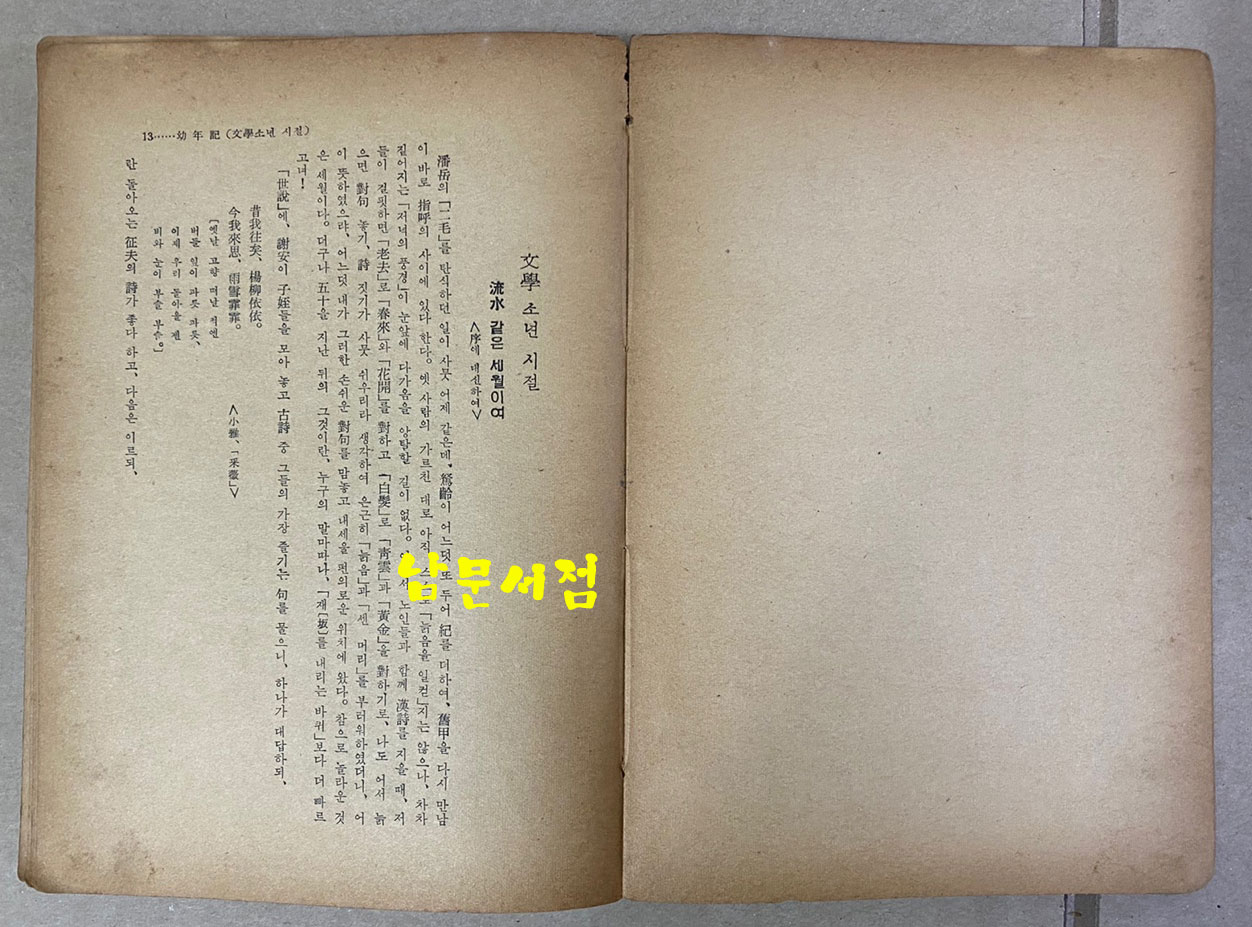 13……幼年記(文學소년 시절)
文學 소년 시절
流水 같은 세월이여
<序에 대신하여>
潘岳의 「二毛」를 탄식하던 일이 사뭇 어제 같은데, 駑齡이 어느덧 또 두어 紀를 더하여, 舊甲을 다시 만남
이 바로 指呼의 사이에 있다 한다. 옛 사람의 가르친 대로 아직 「늙음을 일컫」지는 않으나, 차차
짙어지는 「저녁의 풍경」이 눈앞에 다가옴을 앙탈할 길이 없다. 노인들과 함께 漢詩를 지을 때, 저
들이 걸핏하면 「老去」로 「春來」와 「花開」를 對하고 「白髮」로 「靑雲」과 「黃金」을 對하기로, 나도 어서 늙
으면 對句 놓기, 詩 짓기가 사뭇 쉬우리라 생각하여 은근히 「늙음」과 「센 머리」를 부러워하였더니, 어
이 뜻하였으랴, 어느덧 내가 그러한 손쉬운 對句를 맘놓고 내세울 편의로운 위치에 왔다. 참으로 놀라운 것
은 세월이다. 더구나 五十을 지난 뒤의 그것이란, 누구의 말마따나, 「재[坂]를 내리는 바퀴」보다 더 빠르
고녀!
「世說」에, 謝安이 子姪들을 모아 놓고 古詩 중 그들의 가장 즐기는 句를 물으니, 하나가 대답하되,
昔我往矣、楊柳依依。
今我來思、雨雪霏霏。
<小雅、「采薇」>
[옛날 고향 떠날 적엔
버들 잎이 파릇 파릇、
이제 우리 돌아올 젠
비와 눈이 부슬 부슬。]
란 돌아오는 征夫의 詩가 좋다 하고、다음은 이르되、
남문서점